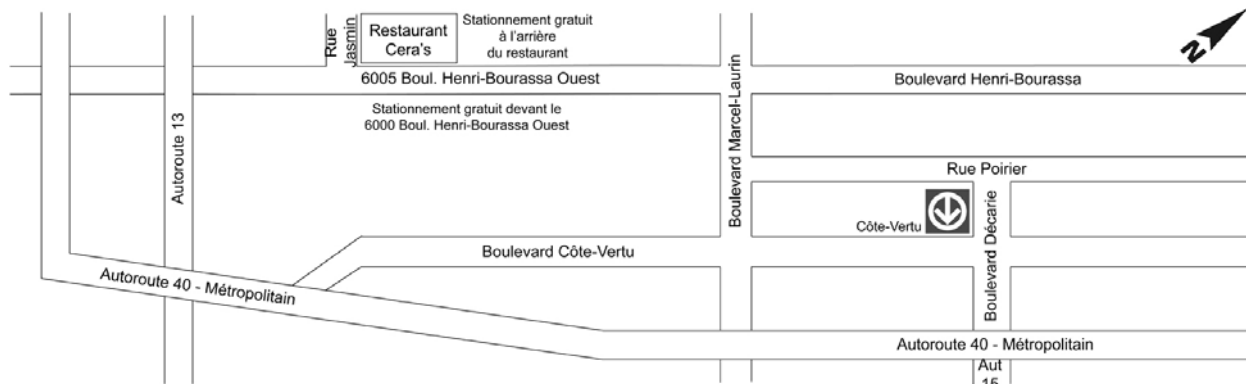 Rue
Jasmin
Restaurant
Cera's
Stationnement gratuit
à l'arrière
du restaurant
N
6005 Boul. Henri-Bourassa Ouest
Boulevard Henri-Bourassa
Stationnement gratuit devant le
6000 Boul. Henri-Bourassa Ouest
Autoroute 13
Boulevard Marcel-Laurin
Rue Poirier
Côte-Vertu
Boulevard Décarie
Boulevard Côte-Vertu
Autoroute 40 - Métropolitain
Autoroute 40 - Métropolitain
Aut
15